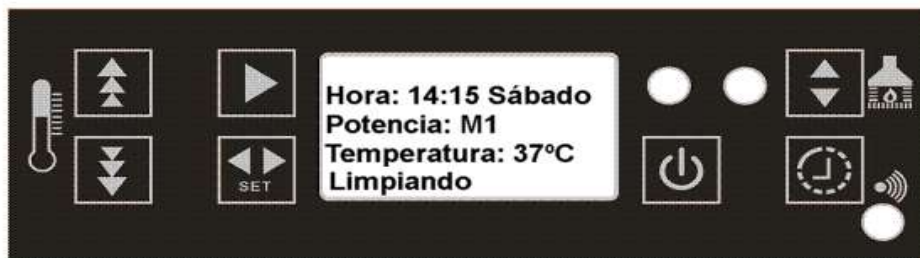 Hora: 14:15 Sábado
Potencia: M1
Temperatura: 37ºC
Limpiando
SET